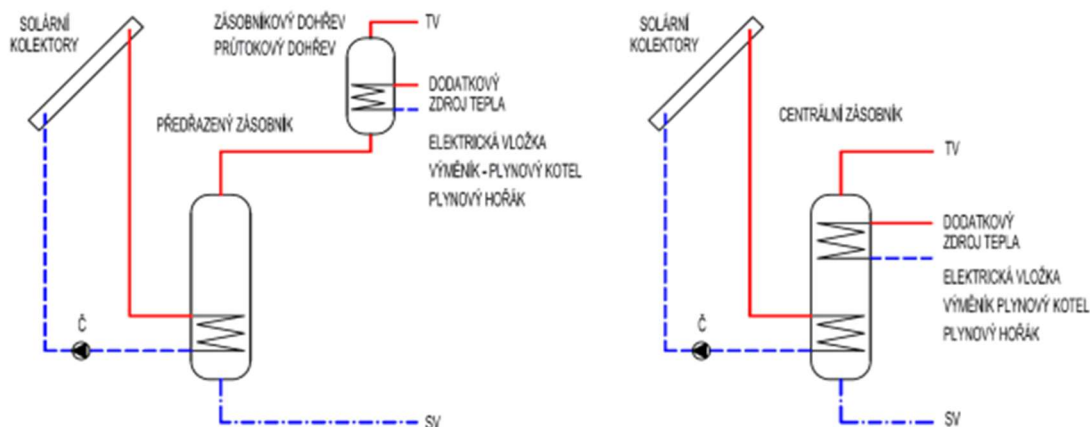 SOLÁRNÍ
KOLEKTORY
ZÁSOBNÍKOVÝ DOHŘEV
PRŮTOKOVÝ DOHŘEV
TV
DODATKOVÝ
ZDROJ TEPLA
PŘEDŘAZENÝ ZÁSOBNÍK
ELEKTRICKÁ VLOŽKA
VÝMĚNÍK - PLYNOVÝ KOTEL
PLYNOVÝ HOŘÁK
Č
SV
SOLÁRNÍ
KOLEKTORY
CENTRÁLNÍ ZÁSOBNÍK
TV
DODATKOVÝ
ZDROJ TEPLA
ELEKTRICKÁ VLOŽKA
VÝMĚNÍK PLYNOVÝ KOTEL
PLYNOVÝ HOŘÁK
Č
SV